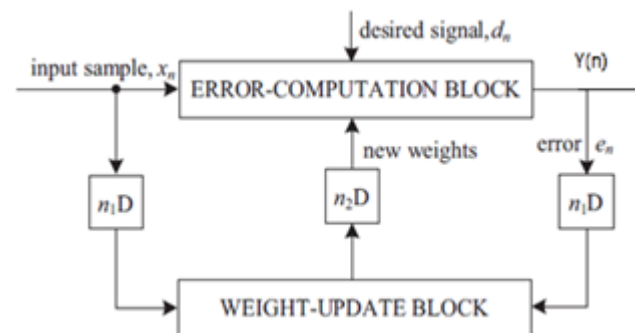 desired signal, dₙ
input sample, xₙ
Y(n)
ERROR-COMPUTATION BLOCK
new weights
error eₙ
n₁D
n₂D
n₁D
WEIGHT-UPDATE BLOCK